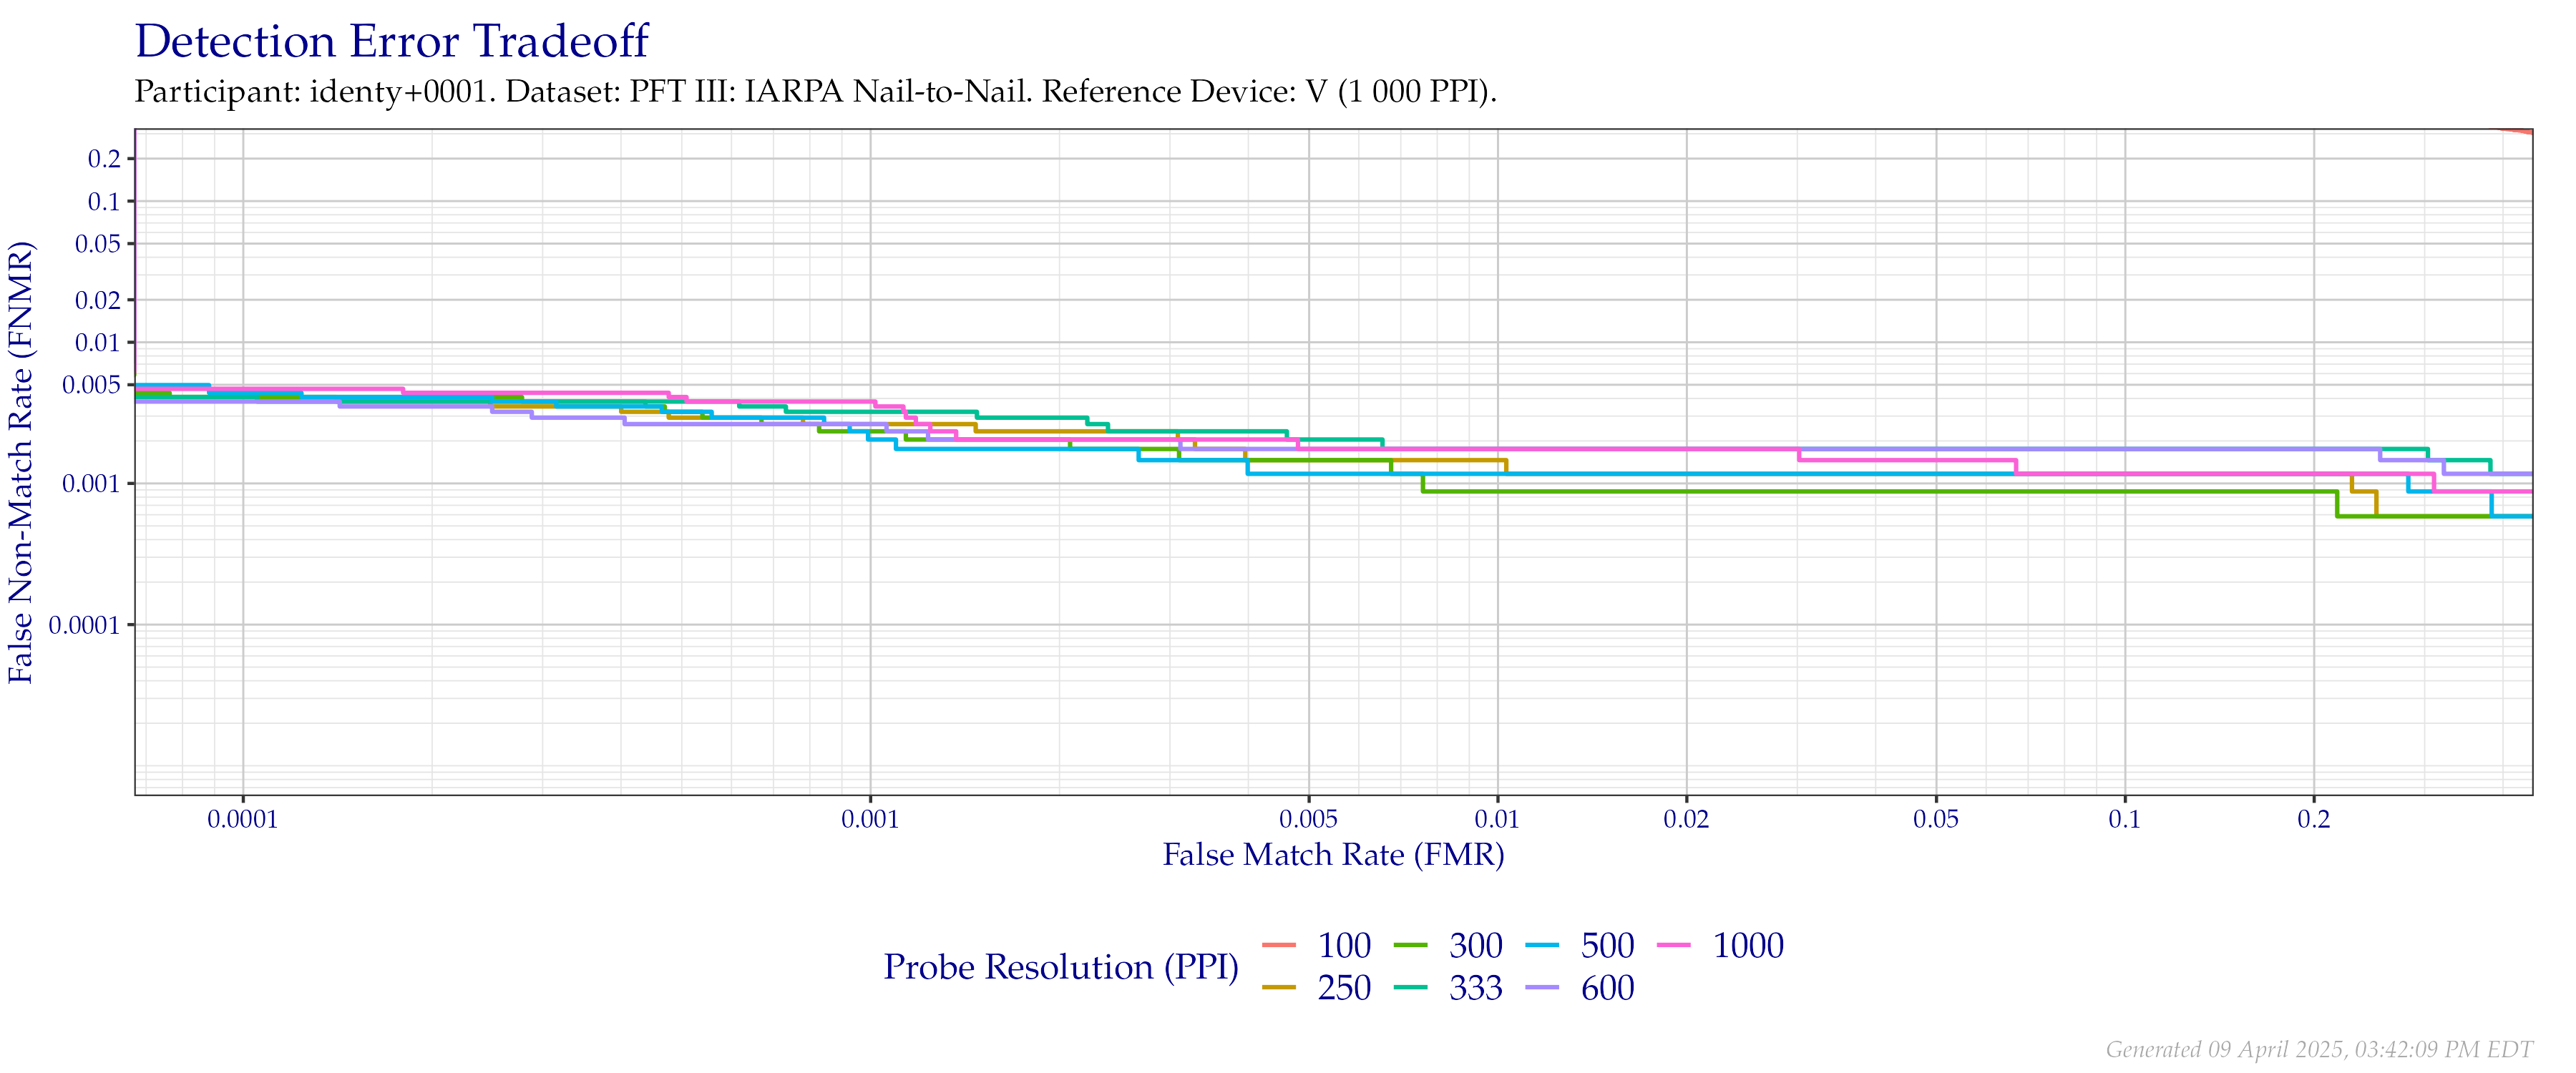 Detection Error Tradeoff
Participant: identy+0001. Dataset: PFT III: IARPA Nail-to-Nail. Reference Device: V (1 000 PPI).
False Non-Match Rate (FNMR)
0.2
0.1
0.05
0.02
0.01
0.005
0.001
0.0001
0.0001 0.001 0.005 0.01 0.02 0.05 0.1 0.2
False Match Rate (FMR)
Probe Resolution (PPI)
100 300 500 1000
250 333 600
Generated 09 April 2025, 03:42:09 PM EDT